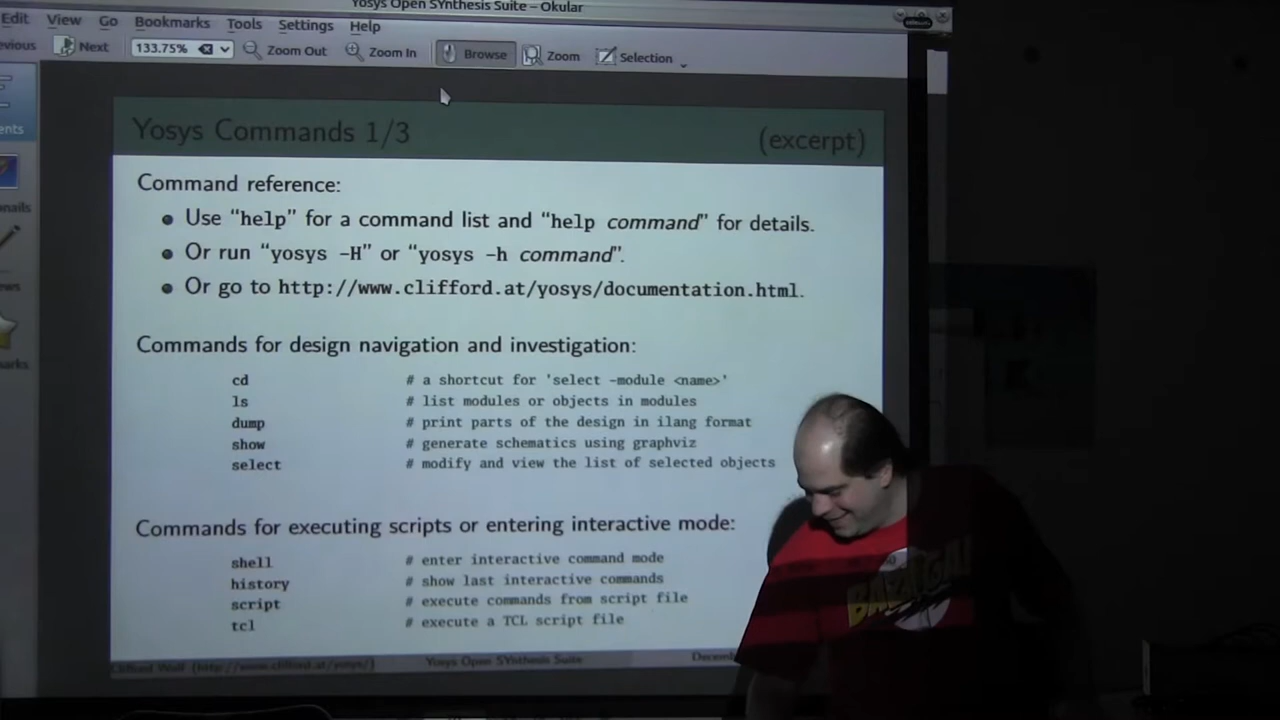 Yosys Open SYnthesis Suite – Okular
Edit View Go Bookmarks Tools Settings Help
evious Next 133.75% Zoom Out Zoom In Browse Zoom Selection
ents
nails
ews
arks
Yosys Commands 1/3 (excerpt)
Command reference:
● Use “help” for a command list and “help command” for details.
● Or run “yosys -H” or “yosys -h command”.
● Or go to http://www.clifford.at/yosys/documentation.html.
Commands for design navigation and investigation:
cd # a shortcut for 'select -module <name>'
ls # list modules or objects in modules
dump # print parts of the design in ilang format
show # generate schematics using graphviz
select # modify and view the list of selected objects
Commands for executing scripts or entering interactive mode:
shell # enter interactive command mode
history # show last interactive commands
script # execute commands from script file
tcl # execute a TCL script file
Clifford Wolf (http://www.clifford.at/yosys/) Yosys Open SYnthesis Suite Decem
BAZINGA!